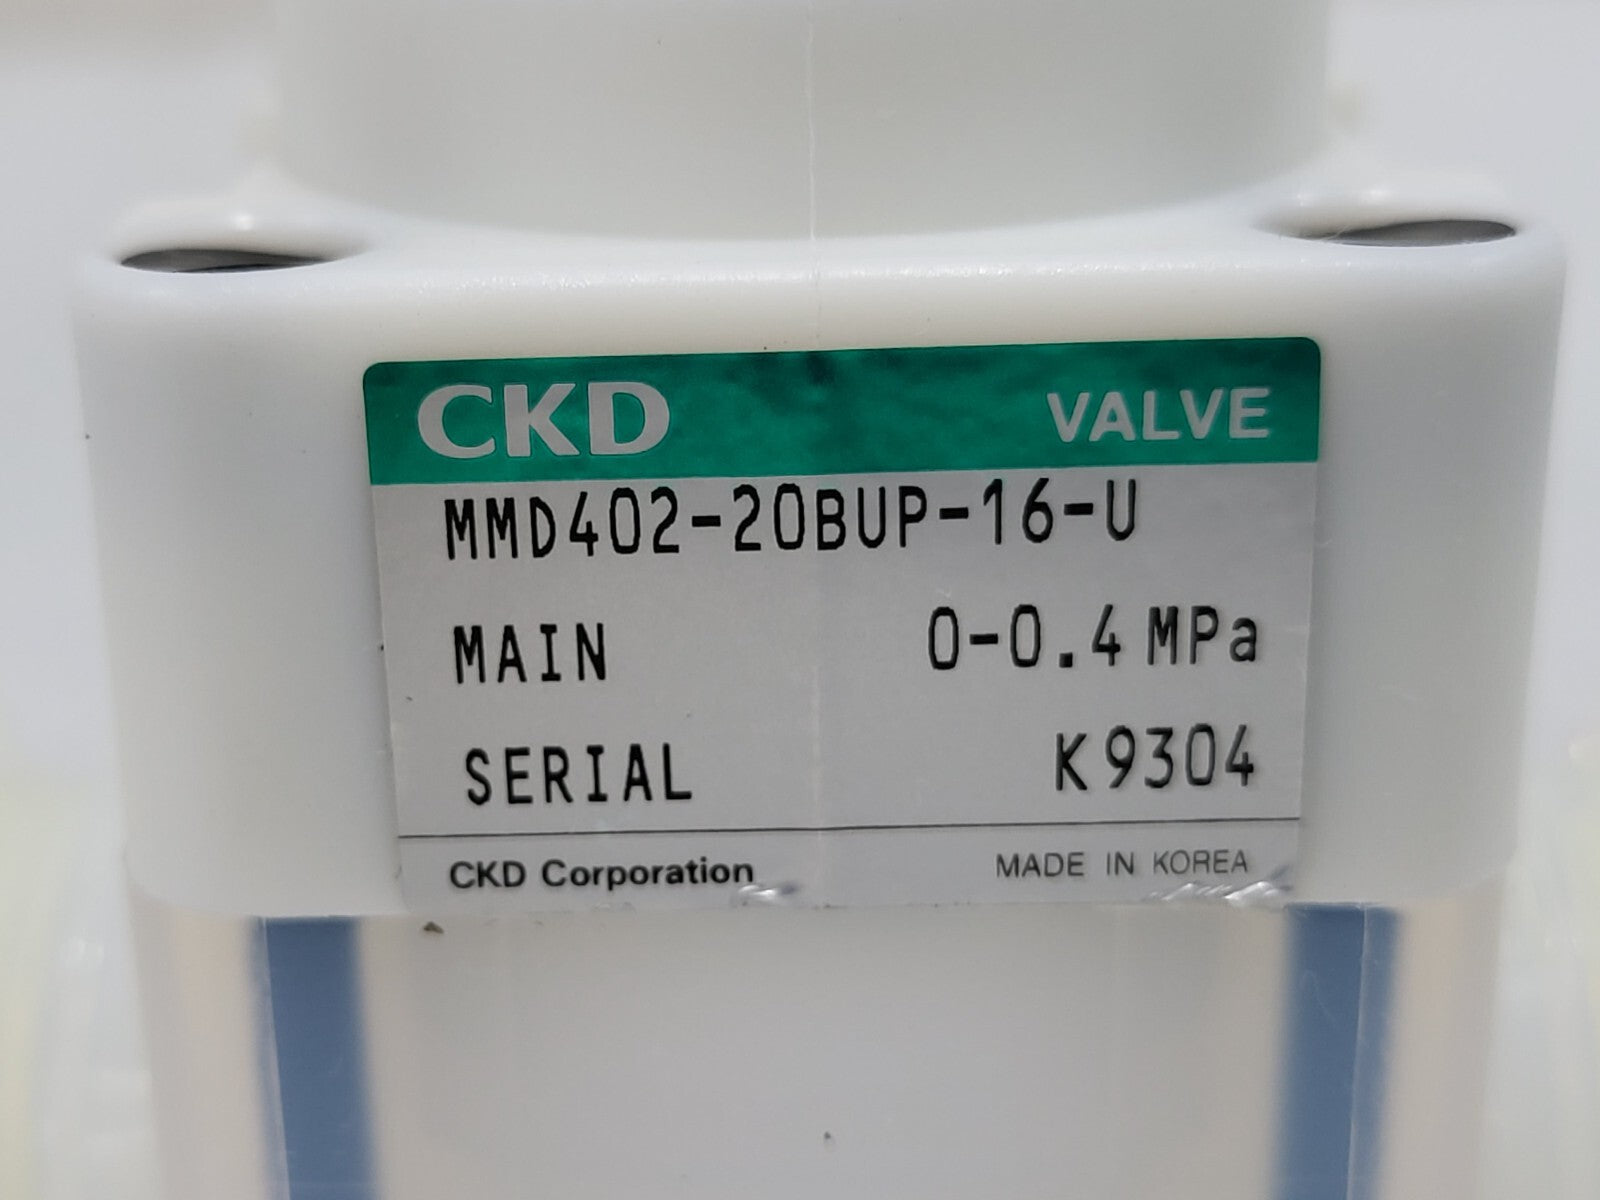 CKD VALVE
MMD402-20BUP-16-U
MAIN 0-0.4 MPa
SERIAL K9304
CKD Corporation MADE IN KOREA